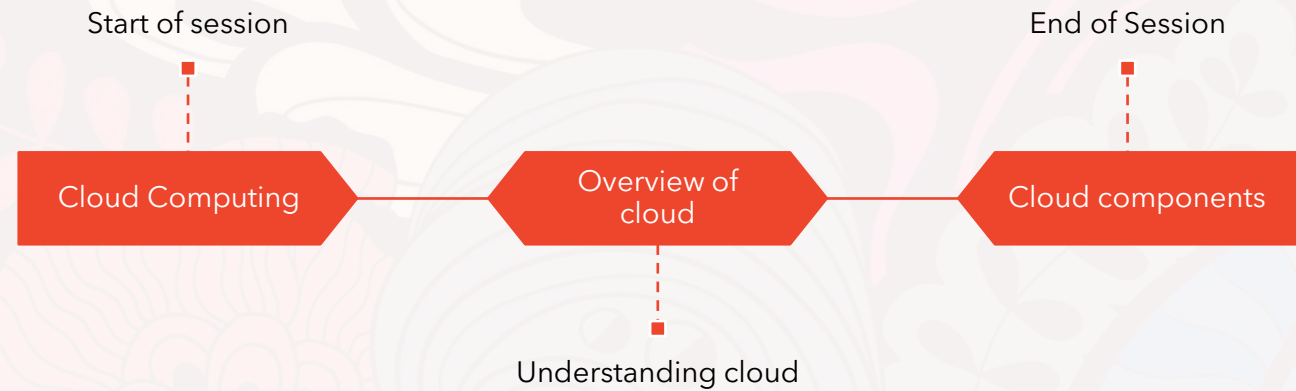 Start of session
End of Session
Cloud Computing
Overview of
cloud
Cloud components
Understanding cloud